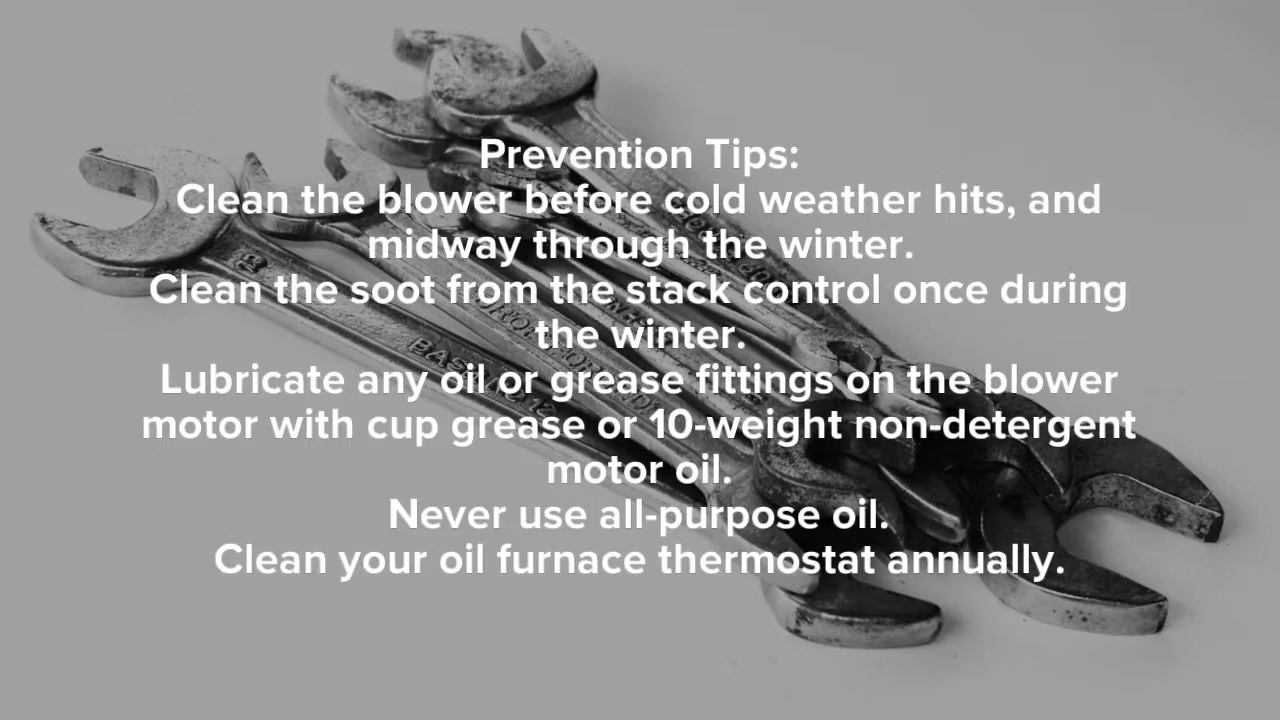 Prevention Tips:
Clean the blower before cold weather hits, and
midway through the winter.
Clean the soot from the stack control once during
the winter.
Lubricate any oil or grease fittings on the blower
motor with cup grease or 10-weight non-detergent
motor oil.
Never use all-purpose oil.
Clean your oil furnace thermostat annually.